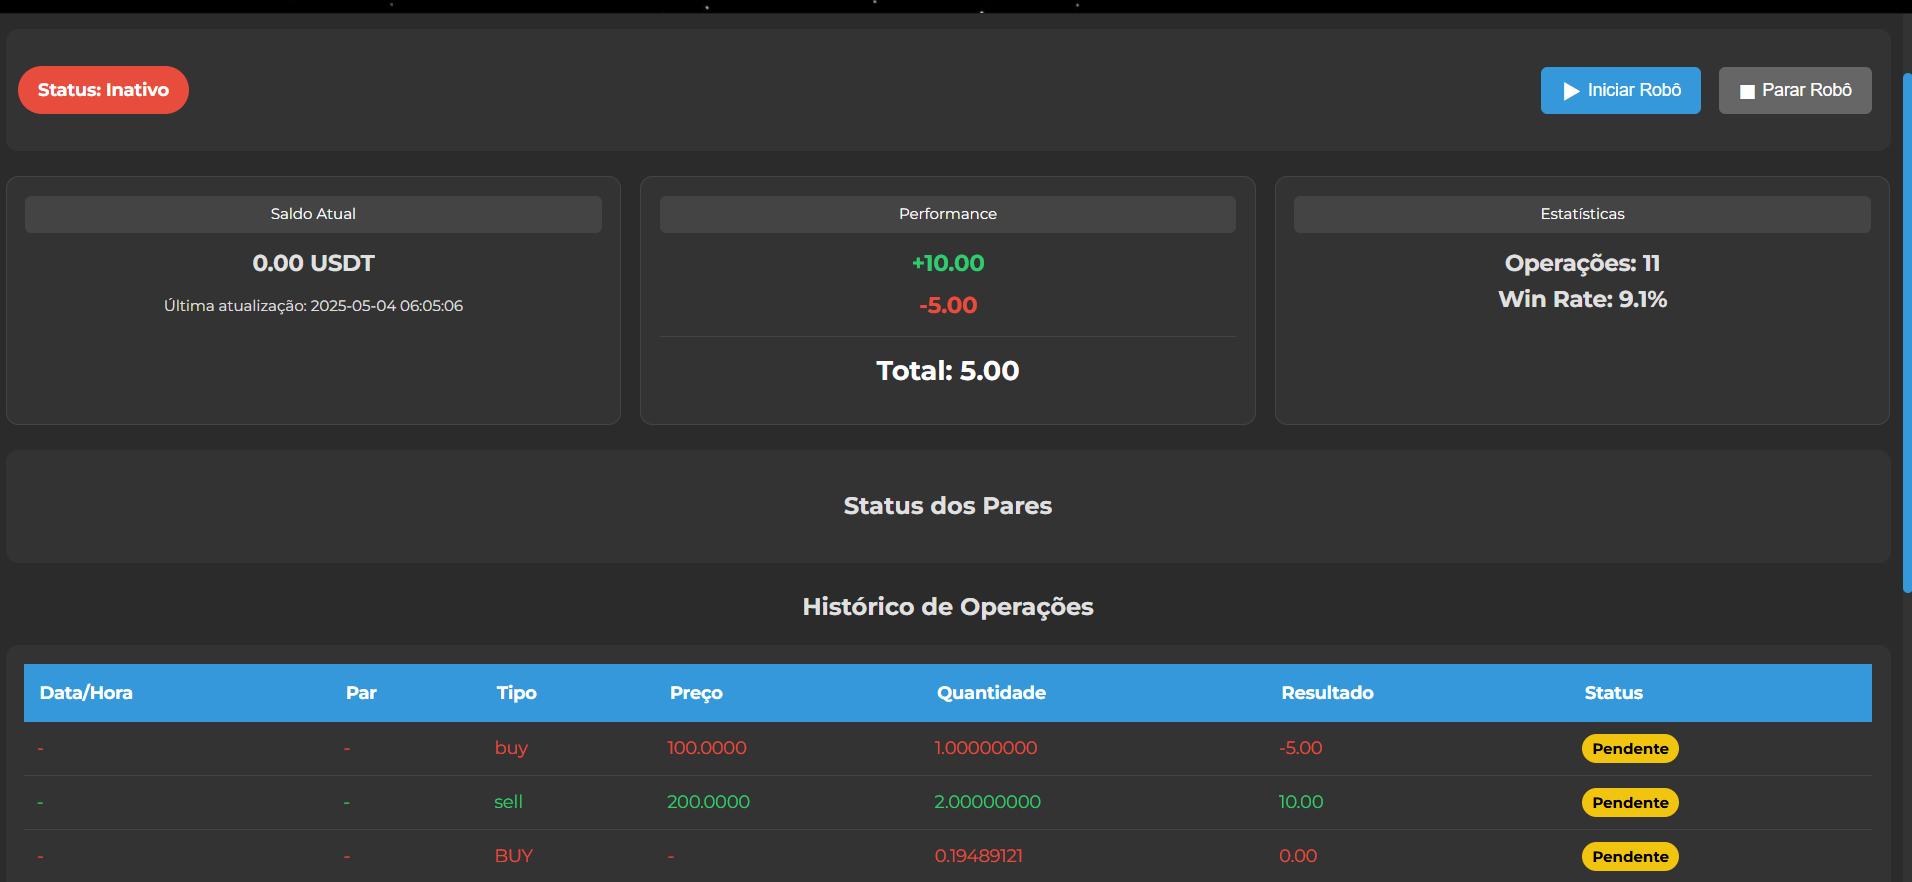 Status: Inativo
▶ Iniciar Robô
■ Parar Robô
Saldo Atual
0.00 USDT
Última atualização: 2025-05-04 06:05:06
Performance
+10.00
-5.00
Total: 5.00
Estatísticas
Operações: 11
Win Rate: 9.1%
Status dos Pares
Histórico de Operações
Data/Hora Par Tipo Preço Quantidade Resultado Status
- - buy 100.0000 1.00000000 -5.00 Pendente
- - sell 200.0000 2.00000000 10.00 Pendente
- - BUY - 0.19489121 0.00 Pendente